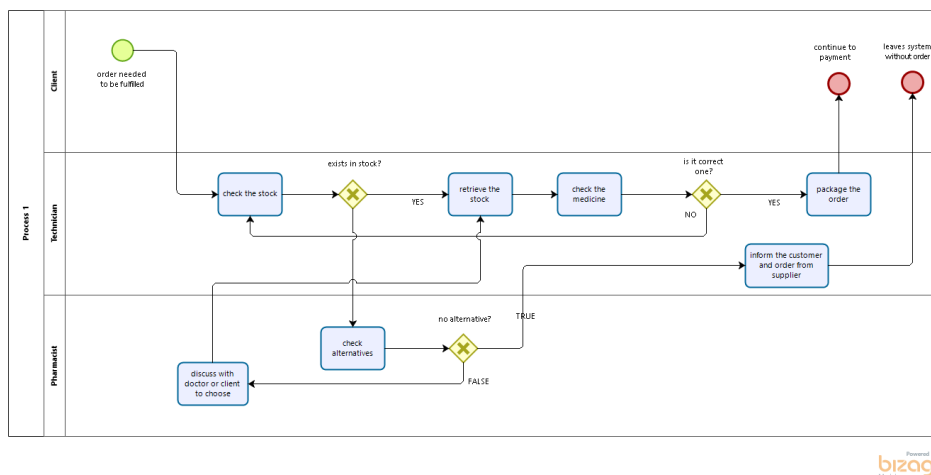 Process 1
Client
Technician
Pharmacist
order needed
to be fulfilled
continue to
payment
leaves system
without order
check the stock
exists in stock?
YES
retrieve the
stock
check the
medicine
is it correct
one?
NO
YES
package the
order
inform the customer
and order from
supplier
check
alternatives
no alternative?
TRUE
FALSE
discuss with
doctor or client
to choose
Powered
bizag